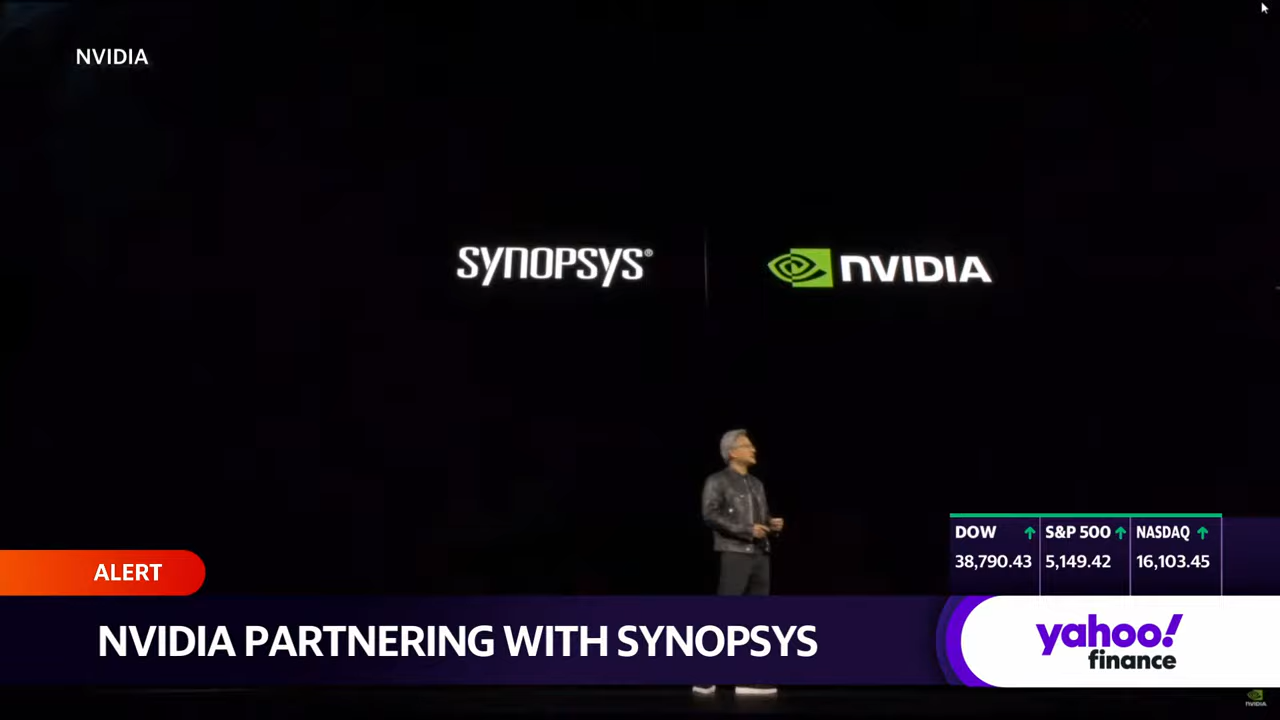 NVIDIA
SYNOPSYS®
NVIDIA
DOW
38,790.43
S&P 500
5,149.42
NASDAQ
16,103.45
ALERT
NVIDIA PARTNERING WITH SYNOPSYS
yahoo!
finance
NVIDIA